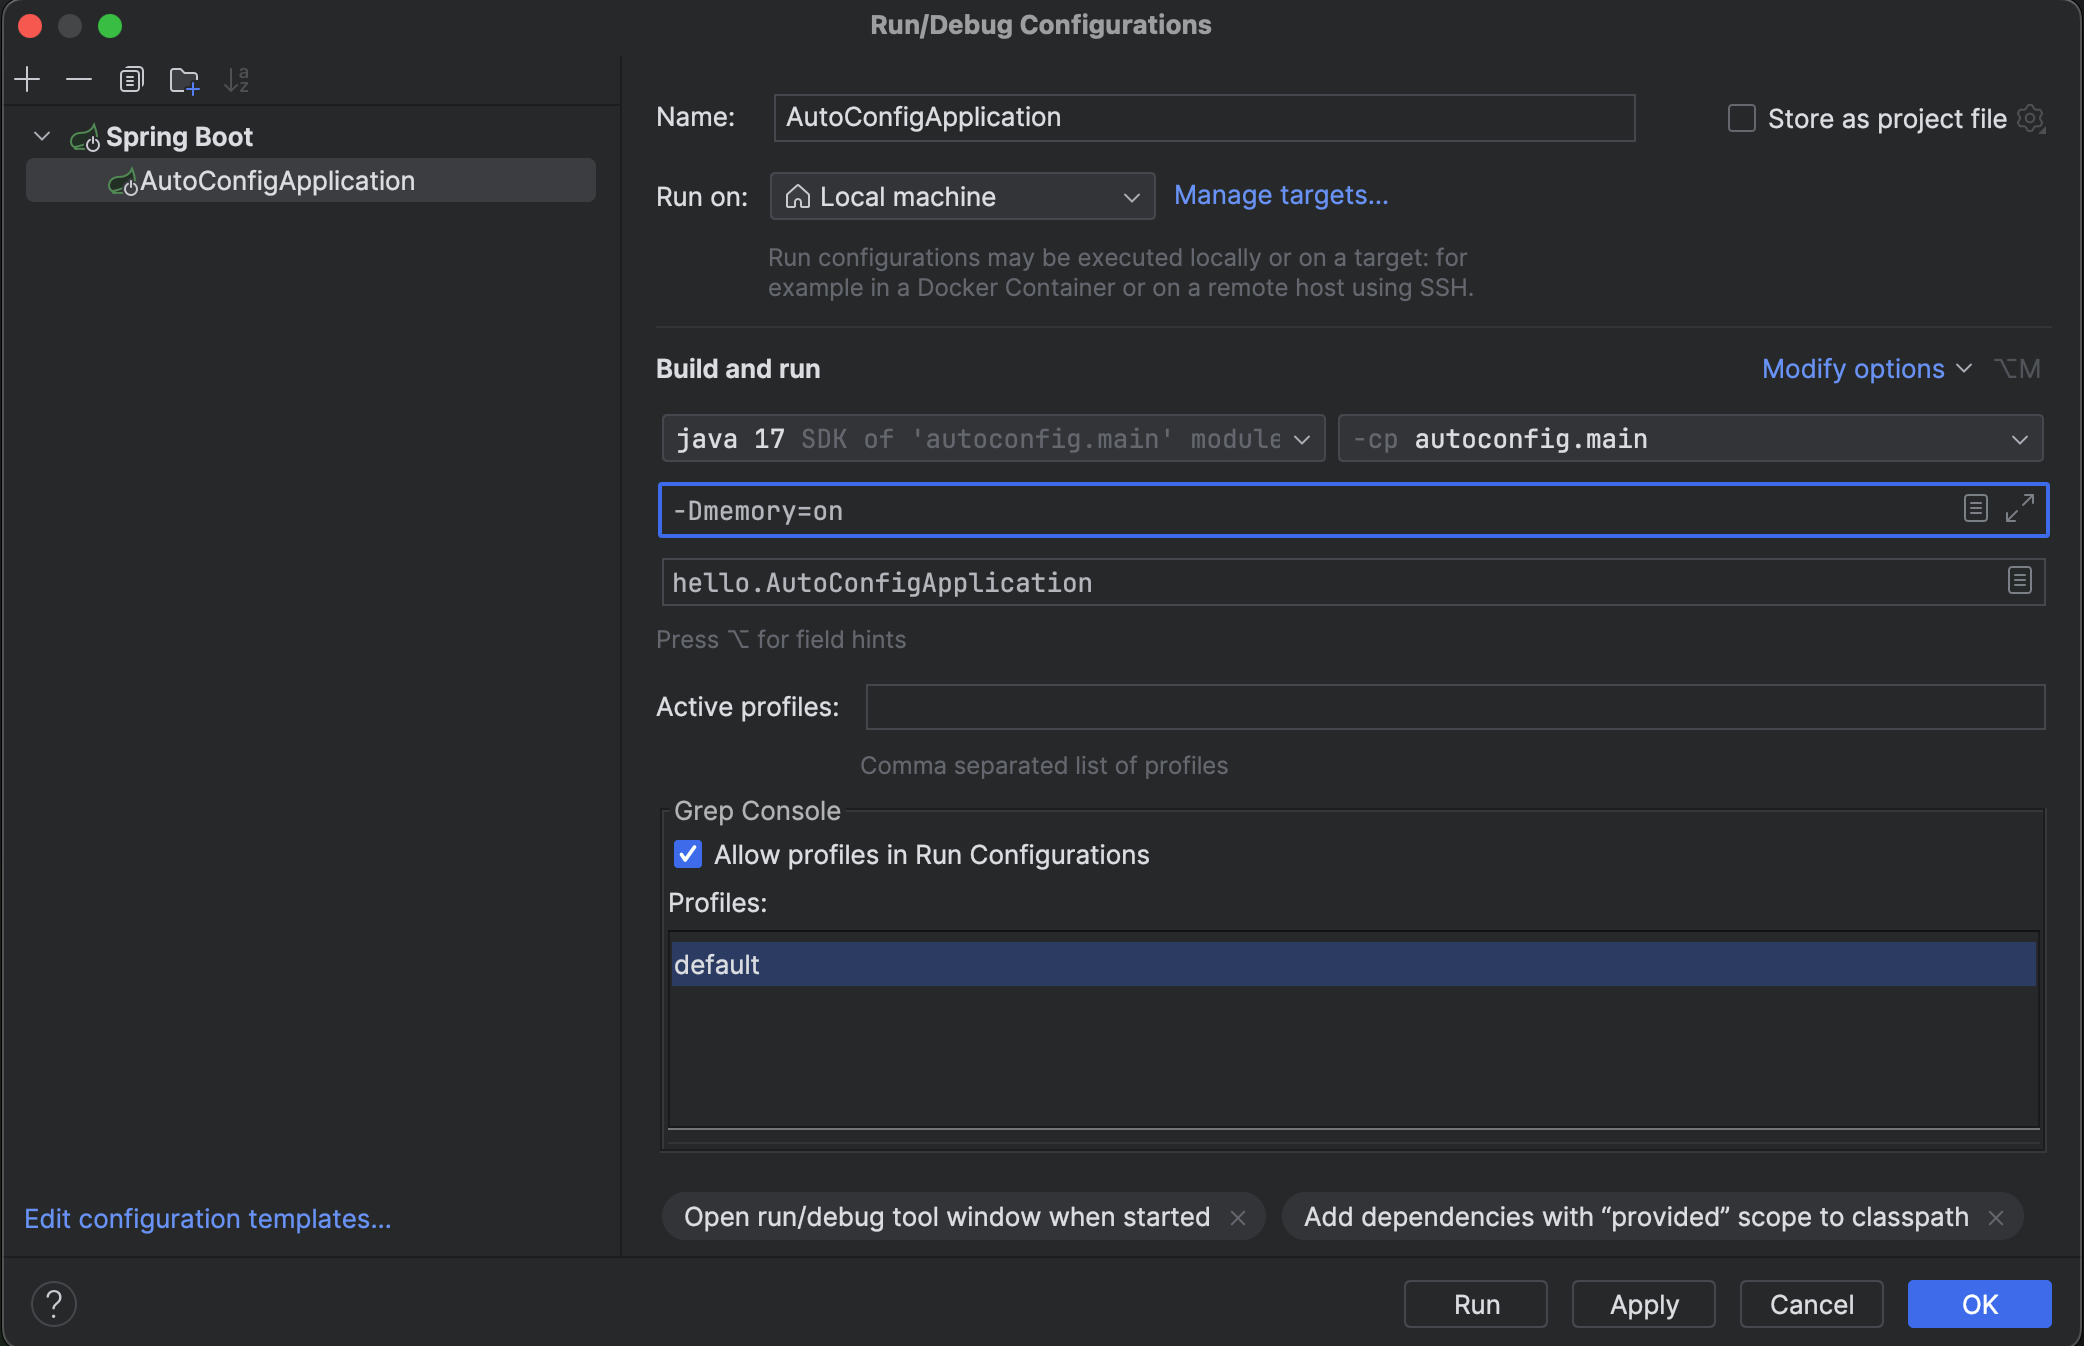 Run/Debug Configurations
Spring Boot
AutoConfigApplication
Edit configuration templates...
Name:
AutoConfigApplication
Store as project file
Run on:
Local machine
Manage targets...
Run configurations may be executed locally or on a target: for
example in a Docker Container or on a remote host using SSH.
Build and run
Modify options
⌥M
java 17 SDK of 'autoconfig.main' module
-cp autoconfig.main
-Dmemory=on
hello.AutoConfigApplication
Press ⌥ for field hints
Active profiles:
Comma separated list of profiles
Grep Console
Allow profiles in Run Configurations
Profiles:
default
Open run/debug tool window when started
Add dependencies with “provided” scope to classpath
?
Run
Apply
Cancel
OK